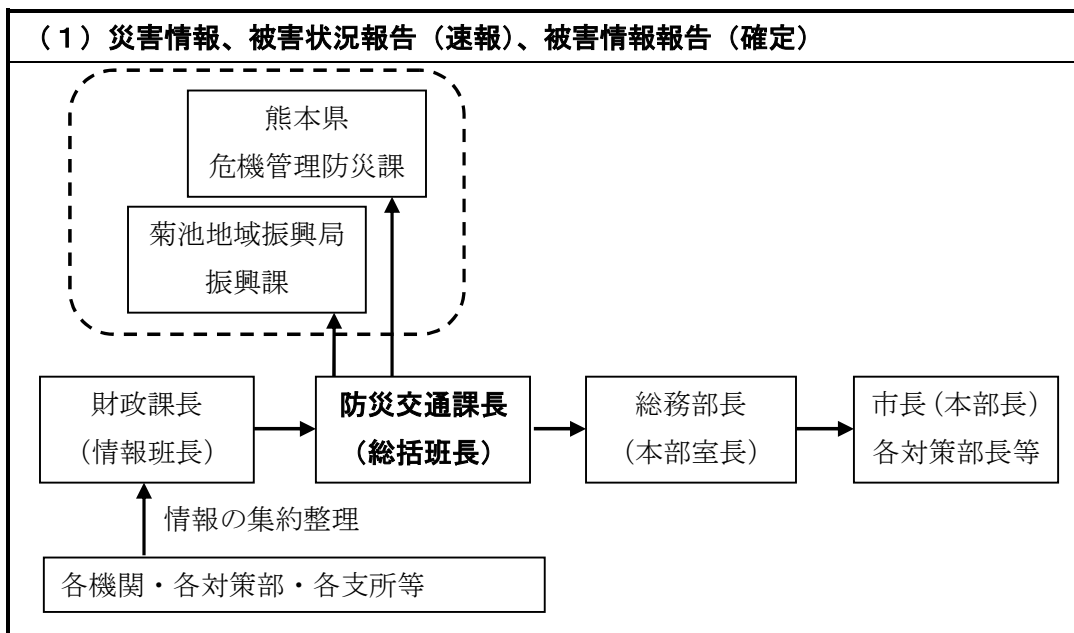 （１）災害情報、被害状況報告（速報）、被害情報報告（確定）
熊本県
危機管理防災課
菊池地域振興局
振興課
財政課長
（情報班長）
防災交通課長
（総括班長）
総務部長
（本部室長）
市長（本部長）
各対策部長等
情報の集約整理
各機関・各対策部・各支所等